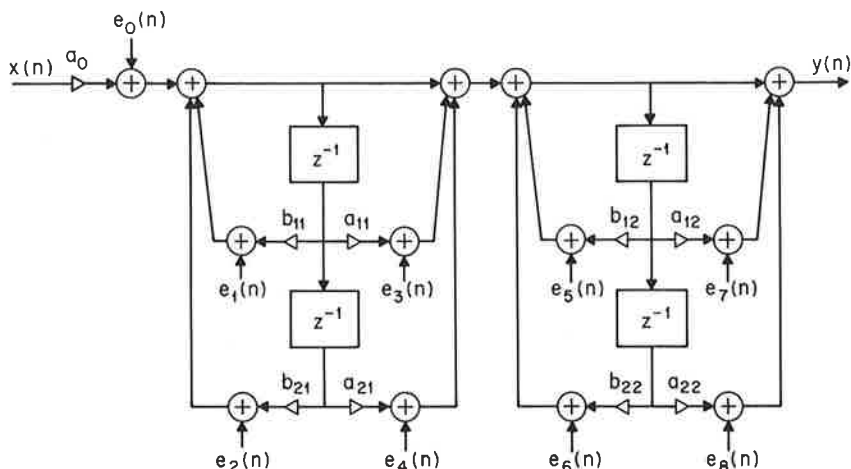 e₀(n)
x(n) a₀ + + + + + y(n)
z⁻¹ z⁻¹
b₁₁ a₁₁ b₁₂ a₁₂
+ + + +
e₁(n) e₃(n) e₅(n) e₇(n)
z⁻¹ z⁻¹
b₂₁ a₂₁ b₂₂ a₂₂
+ + + +
e₂(n) e₄(n) e₆(n) e₈(n)